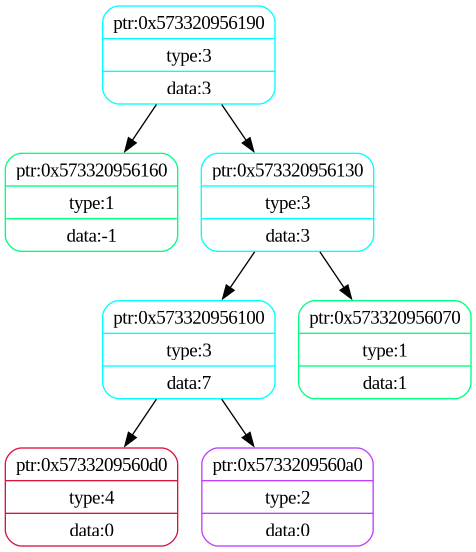 ptr:0x573320956190
type:3
data:3
ptr:0x573320956160
type:1
data:-1
ptr:0x573320956130
type:3
data:3
ptr:0x573320956100
type:3
data:7
ptr:0x573320956070
type:1
data:1
ptr:0x5733209560d0
type:4
data:0
ptr:0x5733209560a0
type:2
data:0